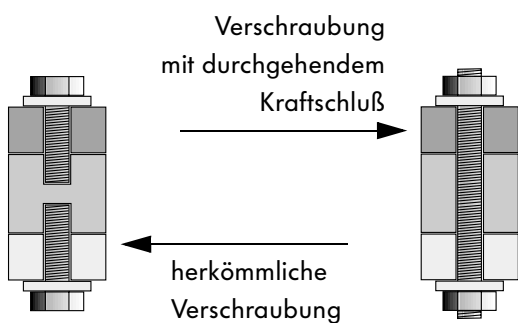 Verschraubung
mit durchgehendem
Kraftschluß
herkömmliche
Verschraubung